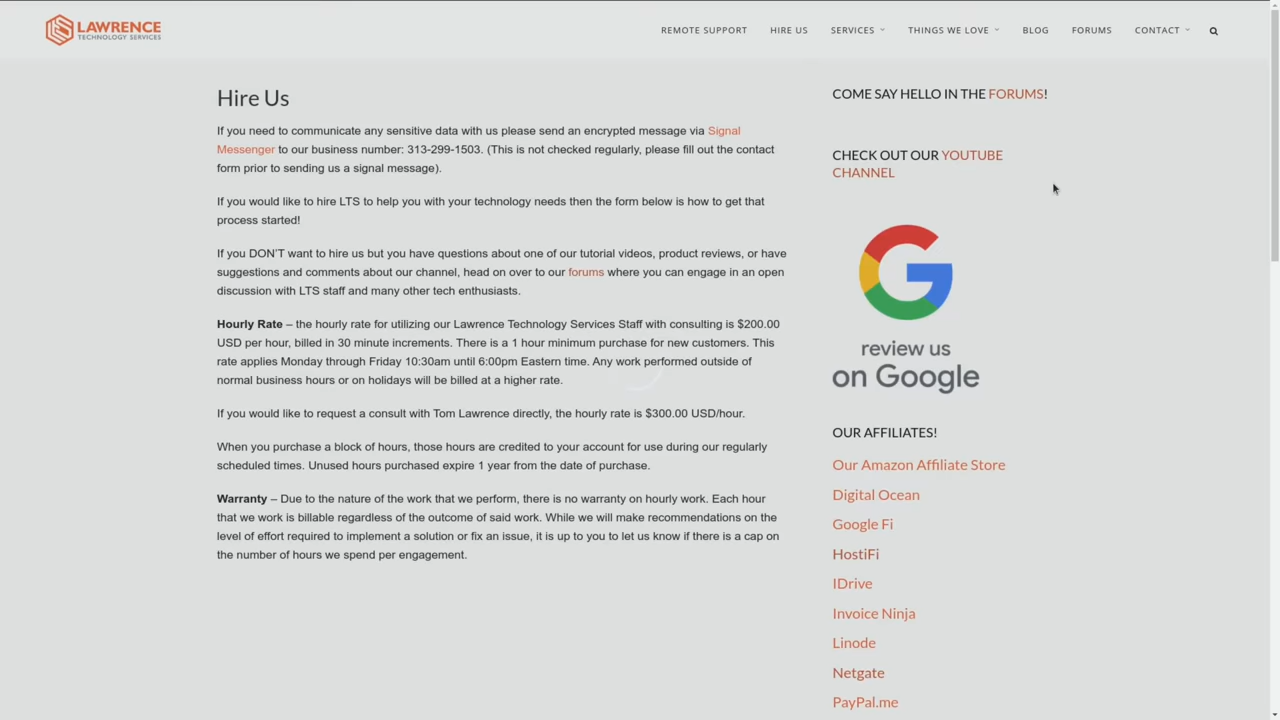 LAWRENCE
TECHNOLOGY SERVICES
REMOTE SUPPORT
HIRE US
SERVICES
THINGS WE LOVE
BLOG
FORUMS
CONTACT
Hire Us
If you need to communicate any sensitive data with us please send an encrypted message via Signal
Messenger to our business number: 313-299-1503. (This is not checked regularly, please fill out the contact
form prior to sending us a signal message).
If you would like to hire LTS to help you with your technology needs then the form below is how to get that
process started!
If you DON'T want to hire us but you have questions about one of our tutorial videos, product reviews, or have
suggestions and comments about our channel, head on over to our forums where you can engage in an open
discussion with LTS staff and many other tech enthusiasts.
Hourly Rate – the hourly rate for utilizing our Lawrence Technology Services Staff with consulting is $200.00
USD per hour, billed in 30 minute increments. There is a 1 hour minimum purchase for new customers. This
rate applies Monday through Friday 10:30am until 6:00pm Eastern time. Any work performed outside of
normal business hours or on holidays will be billed at a higher rate.
If you would like to request a consult with Tom Lawrence directly, the hourly rate is $300.00 USD/hour.
When you purchase a block of hours, those hours are credited to your account for use during our regularly
scheduled times. Unused hours purchased expire 1 year from the date of purchase.
Warranty – Due to the nature of the work that we perform, there is no warranty on hourly work. Each hour
that we work is billable regardless of the outcome of said work. While we will make recommendations on the
level of effort required to implement a solution or fix an issue, it is up to you to let us know if there is a cap on
the number of hours we spend per engagement.
COME SAY HELLO IN THE FORUMS!
CHECK OUT OUR YOUTUBE
CHANNEL
review us
on Google
OUR AFFILIATES!
Our Amazon Affiliate Store
Digital Ocean
Google Fi
HostiFi
IDrive
Invoice Ninja
Linode
Netgate
PayPal.me